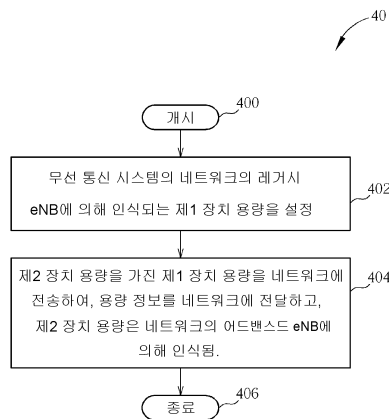 40
개시
400
무선 통신 시스템의 네트워크의 레거시
eNB에 의해 인식되는 제1 장치 용량을 설정
402
제2 장치 용량을 가진 제1 장치 용량을 네트워크에
전송하여, 용량 정보를 네트워크에 전달하고,
제2 장치 용량은 네트워크의 어드밴스드 eNB에
의해 인식됨.
404
종료
406